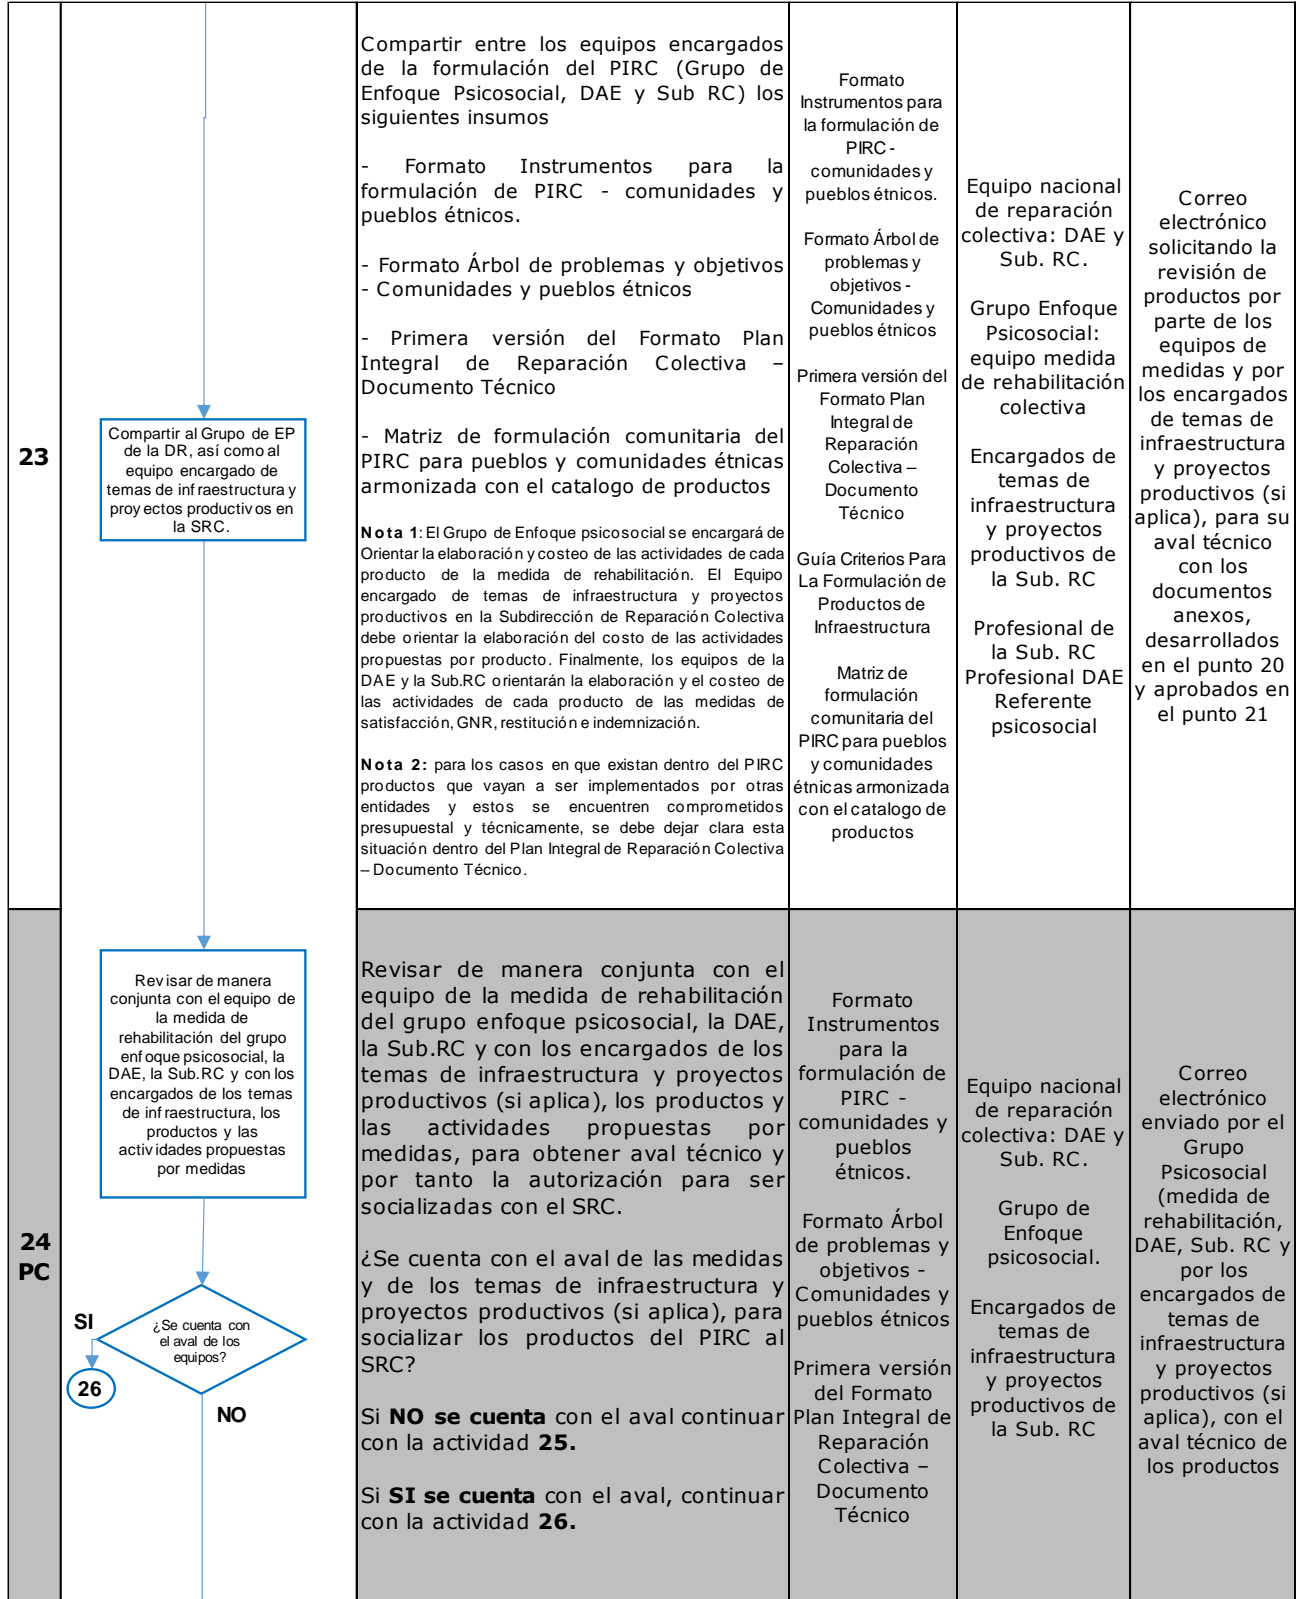 23
Compartir al Grupo de EP
de la DR, así como al
equipo encargado de
temas de infraestructura y
proyectos productivos en
la SRC.
Compartir entre los equipos encargados
de la formulación del PIRC (Grupo de
Enfoque Psicosocial, DAE y Sub RC) los
siguientes insumos
- Formato Instrumentos para la
formulación de PIRC - comunidades y
pueblos étnicos.
- Formato Árbol de problemas y objetivos
- Comunidades y pueblos étnicos
- Primera versión del Formato Plan
Integral de Reparación Colectiva –
Documento Técnico
- Matriz de formulación comunitaria del
PIRC para pueblos y comunidades étnicas
armonizada con el catalogo de productos
Nota 1: El Grupo de Enfoque psicosocial se encargará de
Orientar la elaboración y costeo de las actividades de cada
producto de la medida de rehabilitación. El Equipo
encargado de temas de infraestructura y proyectos
productivos en la Subdirección de Reparación Colectiva
debe orientar la elaboración del costo de las actividades
propuestas por producto. Finalmente, los equipos de la
DAE y la Sub.RC orientarán la elaboración y el costeo de
las actividades de cada producto de las medidas de
satisfacción, GNR, restitución e indemnización.
Nota 2: para los casos en que existan dentro del PIRC
productos que vayan a ser implementados por otras
entidades y estos se encuentren comprometidos
presupuestal y técnicamente, se debe dejar clara esta
situación dentro del Plan Integral de Reparación Colectiva
– Documento Técnico.
Formato
Instrumentos para
la formulación de
PIRC -
comunidades y
pueblos étnicos.
Formato Árbol de
problemas y
objetivos -
Comunidades y
pueblos étnicos
Primera versión del
Formato Plan
Integral de
Reparación
Colectiva –
Documento
Técnico
Guía Criterios Para
La Formulación de
Productos de
Infraestructura
Matriz de
formulación
comunitaria del
PIRC para pueblos
y comunidades
étnicas armonizada
con el catalogo de
productos
Equipo nacional
de reparación
colectiva: DAE y
Sub. RC.
Grupo Enfoque
Psicosocial:
equipo medida
de rehabilitación
colectiva
Encargados de
temas de
infraestructura
y proyectos
productivos de
la Sub. RC
Profesional de
la Sub. RC
Profesional DAE
Referente
psicosocial
Correo
electrónico
solicitando la
revisión de
productos por
parte de los
equipos de
medidas y por
los encargados
de temas de
infraestructura
y proyectos
productivos (si
aplica), para su
aval técnico
con los
documentos
anexos,
desarrollados
en el punto 20
y aprobados en
el punto 21
24
PC
Revisar de manera
conjunta con el equipo de
la medida de
rehabilitación del grupo
enfoque psicosocial, la
DAE, la Sub.RC y con los
encargados de los temas
de infraestructura, los
productos y las
actividades propuestas
por medidas
¿Se cuenta con
el aval de los
equipos?
SI
26
NO
Revisar de manera conjunta con el
equipo de la medida de rehabilitación
del grupo enfoque psicosocial, la DAE,
la Sub.RC y con los encargados de los
temas de infraestructura y proyectos
productivos (si aplica), los productos y
las actividades propuestas por
medidas, para obtener aval técnico y
por tanto la autorización para ser
socializadas con el SRC.
¿Se cuenta con el aval de las medidas
y de los temas de infraestructura y
proyectos productivos (si aplica), para
socializar los productos del PIRC al
SRC?
Si NO se cuenta con el aval continuar
con la actividad 25.
Si SI se cuenta con el aval, continuar
con la actividad 26.
Formato
Instrumentos
para la
formulación de
PIRC -
comunidades y
pueblos
étnicos.
Formato Árbol
de problemas y
objetivos -
Comunidades y
pueblos étnicos
Primera versión
del Formato
Plan Integral de
Reparación
Colectiva –
Documento
Técnico
Equipo nacional
de reparación
colectiva: DAE y
Sub. RC.
Grupo de
Enfoque
psicosocial.
Encargados de
temas de
infraestructura
y proyectos
productivos de
la Sub. RC
Correo
electrónico
enviado por el
Grupo
Psicosocial
(medida de
rehabilitación,
DAE, Sub. RC y
por los
encargados de
temas de
infraestructura
y proyectos
productivos (si
aplica), con el
aval técnico de
los productos